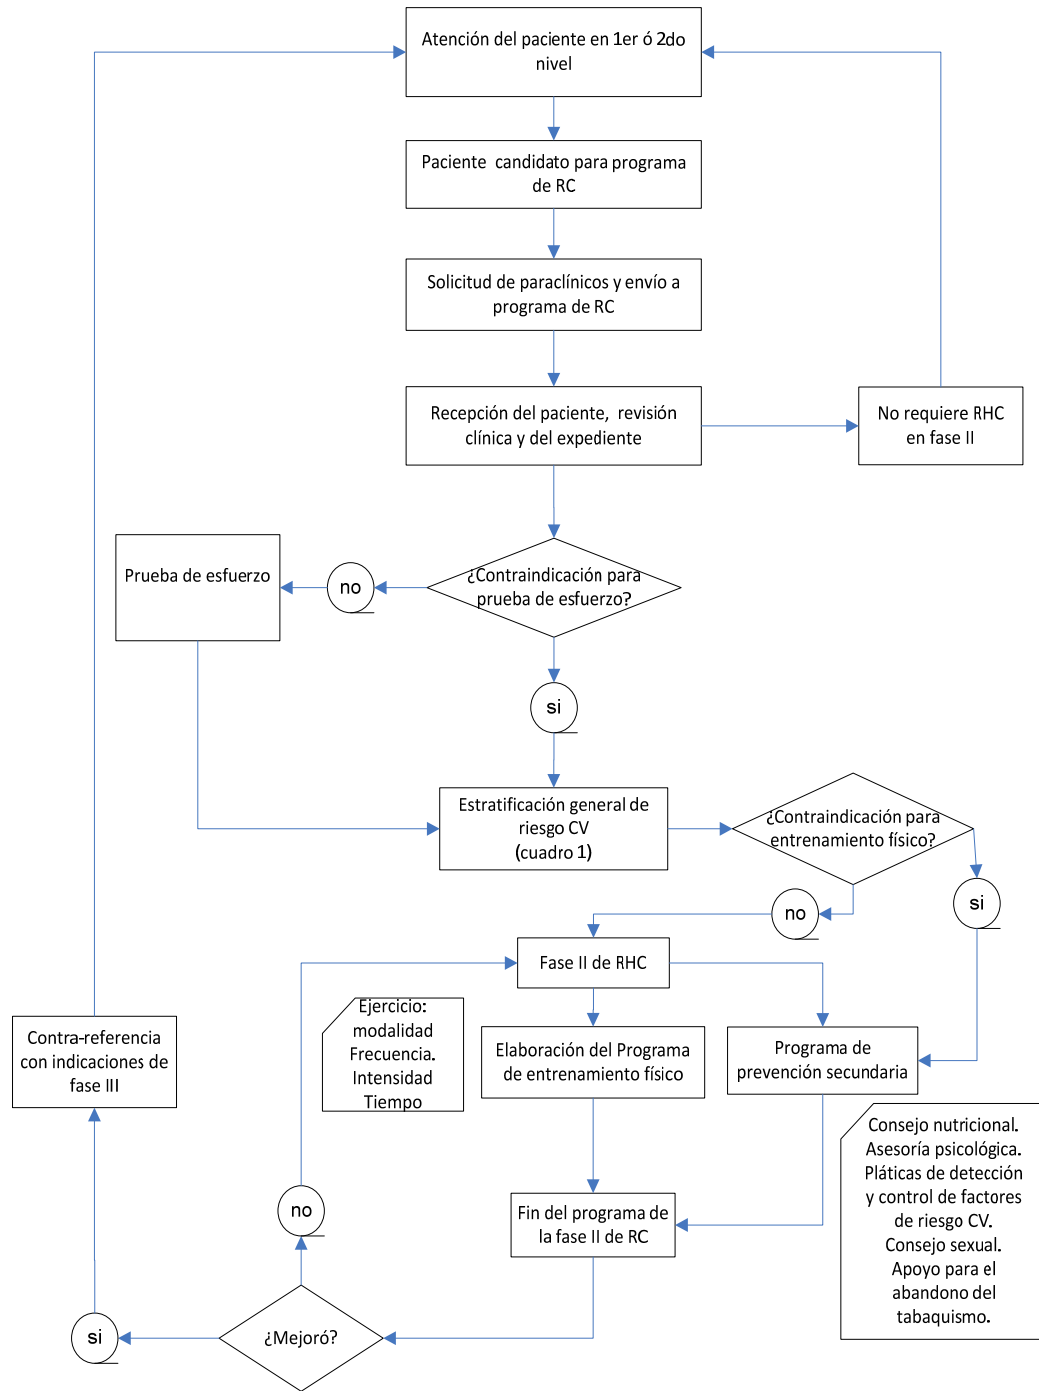 Atención del paciente en 1er ó 2do
nivel
Paciente candidato para programa
de RC
Solicitud de paraclínicos y envío a
programa de RC
Recepción del paciente, revisión
clínica y del expediente
No requiere RHC
en fase II
¿Contraindicación para
prueba de esfuerzo?
no
Prueba de esfuerzo
si
Estratificación general de
riesgo CV
(cuadro 1)
¿Contraindicación para
entrenamiento físico?
si
no
Fase II de RHC
Ejercicio:
modalidad
Frecuencia.
Intensidad
Tiempo
Elaboración del Programa
de entrenamiento físico
Programa de
prevención secundaria
Contra-referencia
con indicaciones de
fase III
Consejo nutricional.
Asesoría psicológica.
Pláticas de detección
y control de factores
de riesgo CV.
Consejo sexual.
Apoyo para el
abandono del
tabaquismo.
Fin del programa de
la fase II de RC
no
¿Mejoró?
si